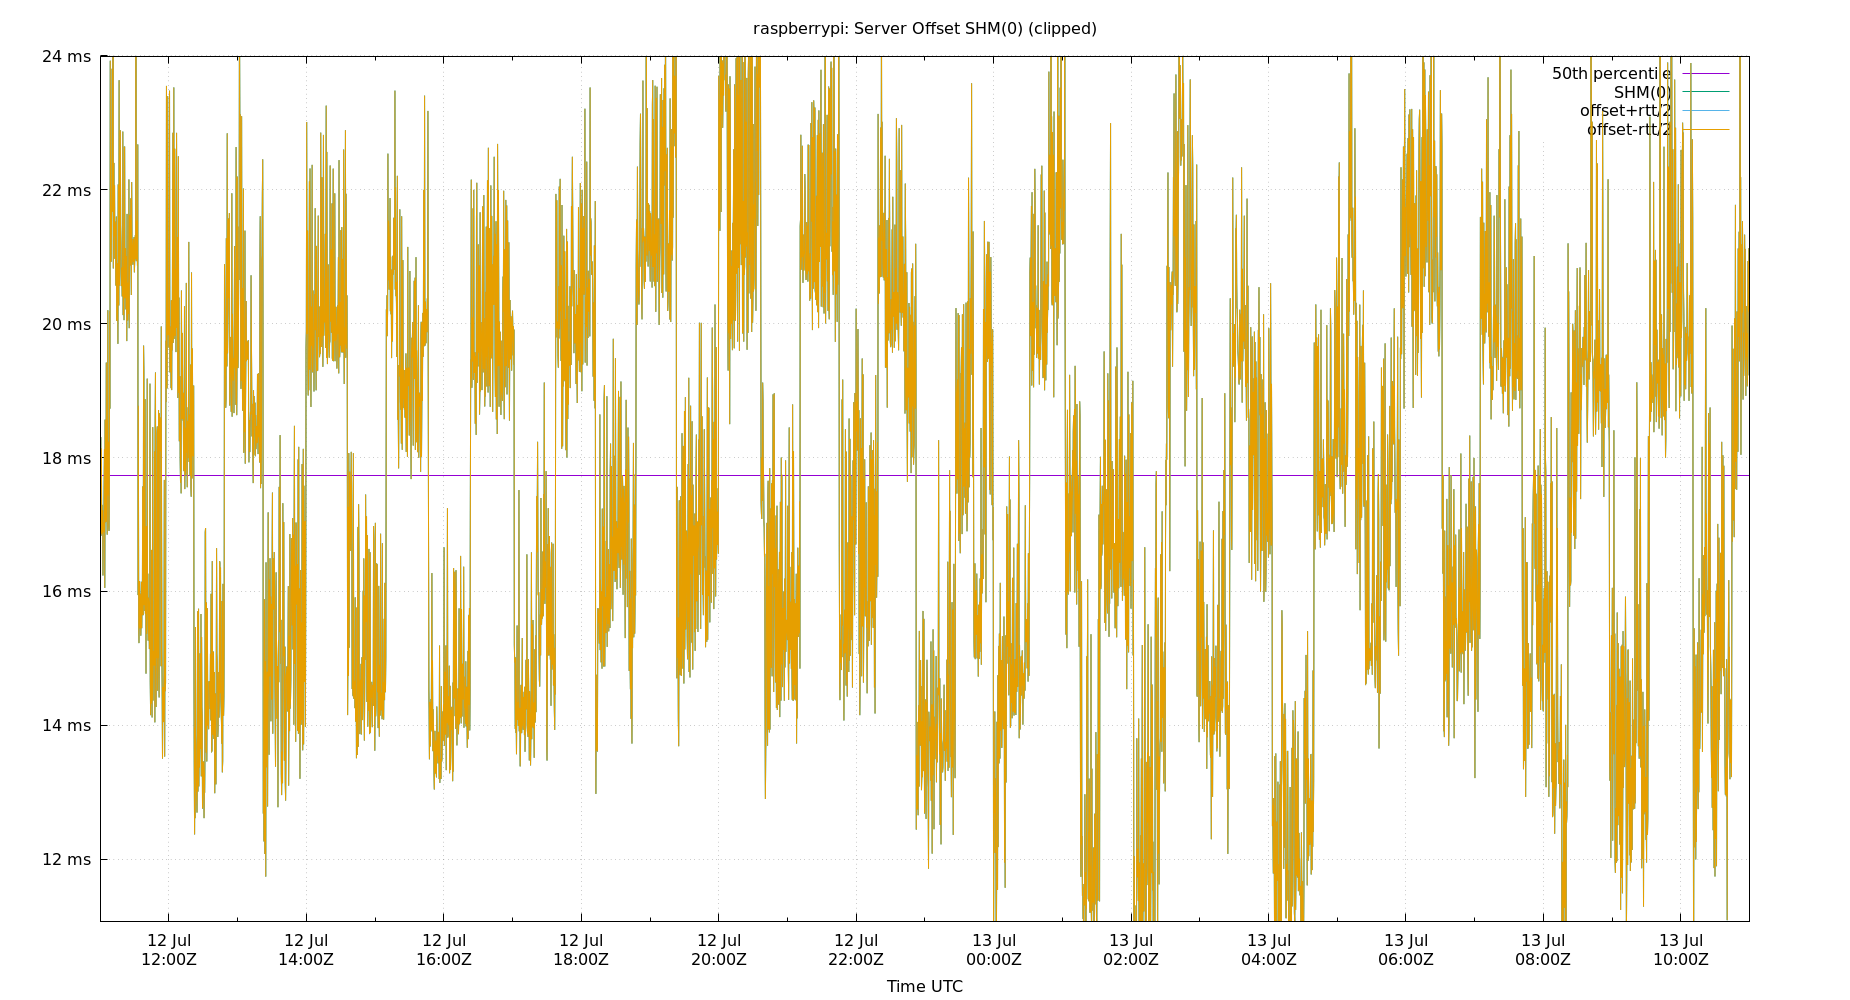 raspberrypi: Server Offset SHM(0) (clipped)
24 ms
22 ms
20 ms
18 ms
16 ms
14 ms
12 ms
50th percentile
SHM(0)
offset+rtt/2
offset-rtt/2
12 Jul 12 Jul 12 Jul 12 Jul 12 Jul 12 Jul 13 Jul 13 Jul 13 Jul 13 Jul 13 Jul 13 Jul
12:00Z 14:00Z 16:00Z 18:00Z 20:00Z 22:00Z 00:00Z 02:00Z 04:00Z 06:00Z 08:00Z 10:00Z
Time UTC